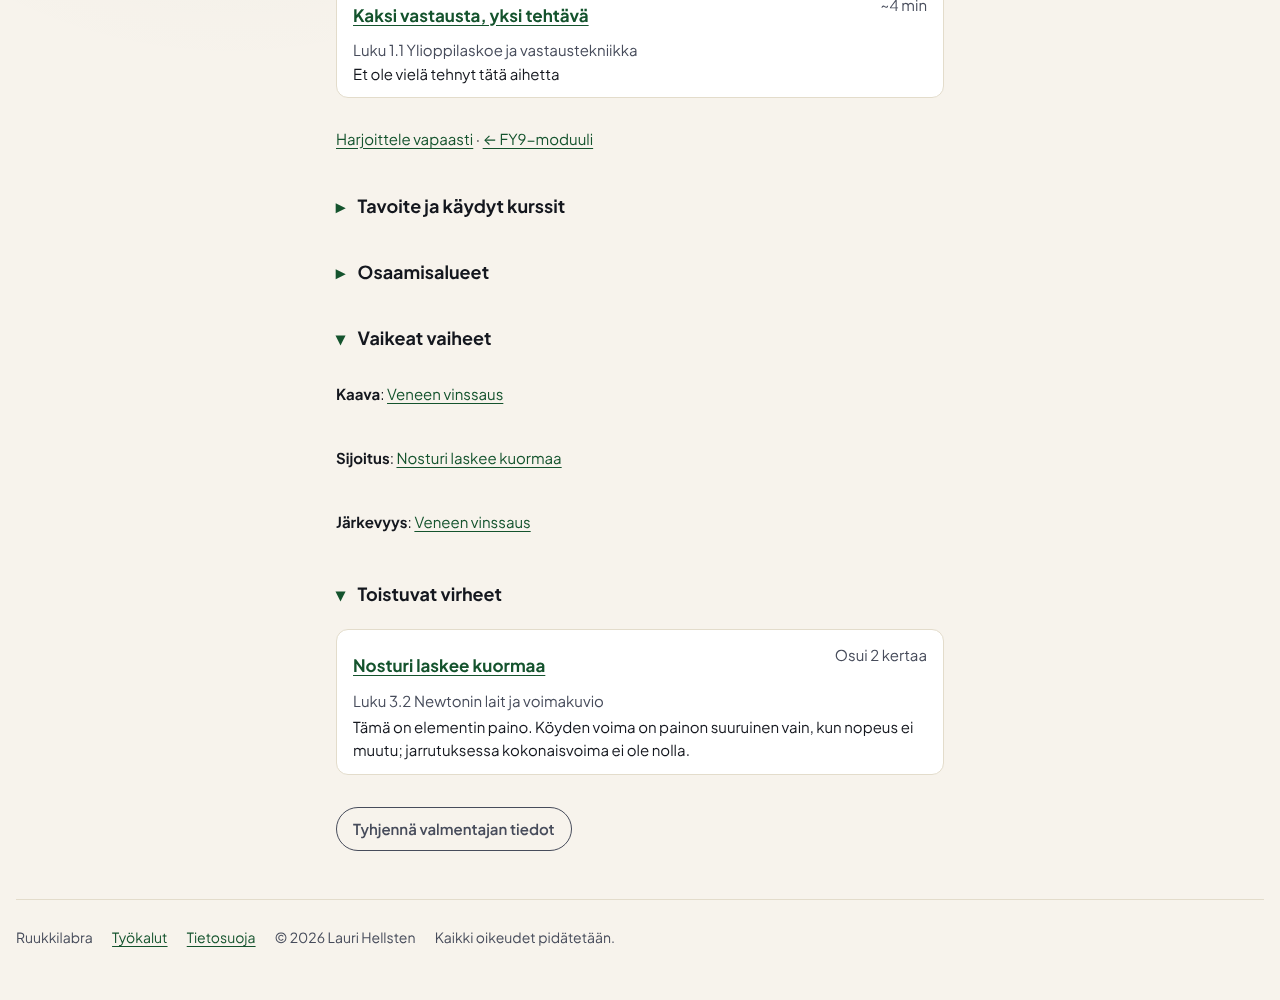 Kaksi vastausta, yksi tehtävä
~4 min
Luku 1.1 Ylioppilaskoe ja vastaustekniikka
Et ole vielä tehnyt tätä aihetta
Harjoittele vapaasti · ← FY9-moduuli
▶ Tavoite ja käydyt kurssit
▶ Osaamisalueet
▼ Vaikeat vaiheet
Kaava: Veneen vinssaus
Sijoitus: Nosturi laskee kuormaa
Järkevyys: Veneen vinssaus
▼ Toistuvat virheet
Nosturi laskee kuormaa
Osui 2 kertaa
Luku 3.2 Newtonin lait ja voimakuvio
Tämä on elementin paino. Köyden voima on painon suuruinen vain, kun nopeus ei
muutu; jarrutuksessa kokonaisvoima ei ole nolla.
Tyhjennä valmentajan tiedot
Ruukkilabra Työkalut Tietosuoja © 2026 Lauri Hellsten Kaikki oikeudet pidätetään.